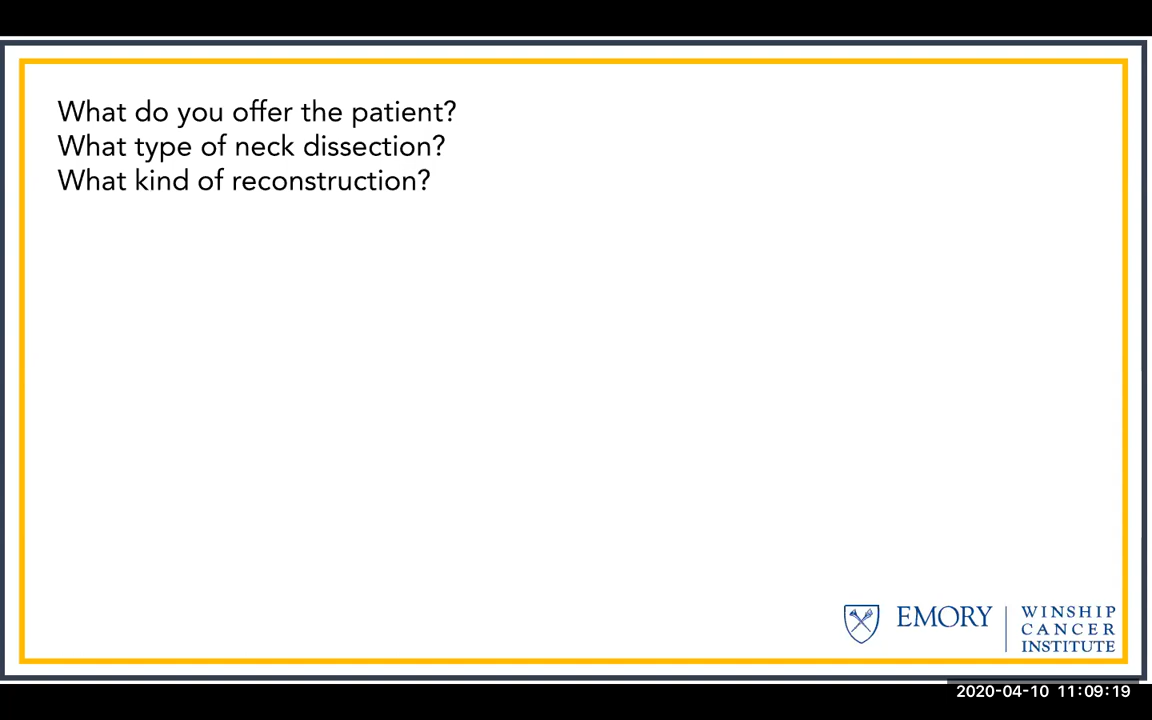 What do you offer the patient?
What type of neck dissection?
What kind of reconstruction?
EMORY
WINSHIP
CANCER
INSTITUTE
2020-04-10 11:09:19